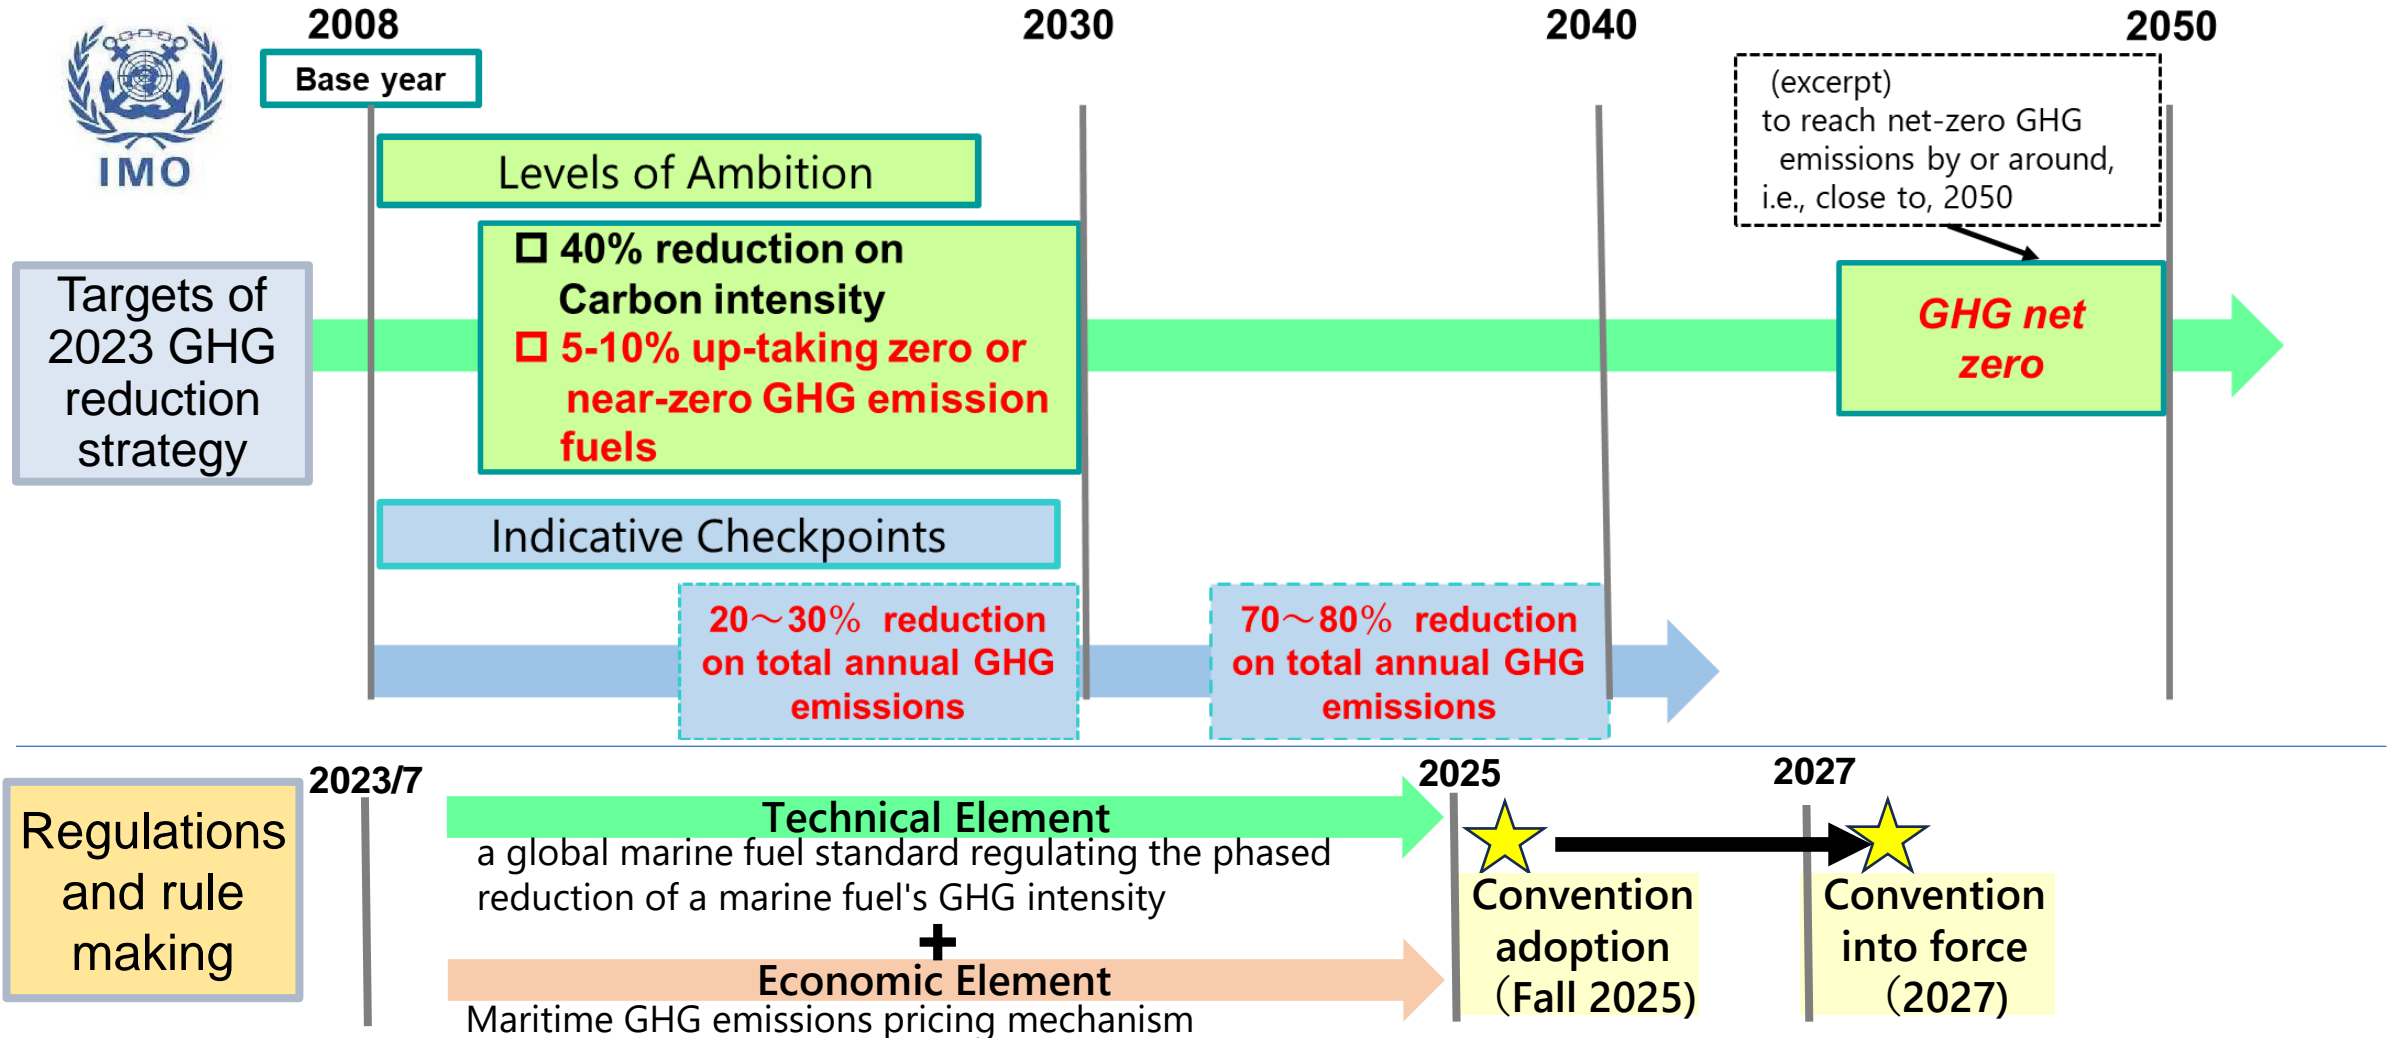 2008
2030
2040
2050
IMO
Base year
(excerpt)
to reach net-zero GHG
emissions by or around,
i.e., close to, 2050
Levels of Ambition
Targets of
2023 GHG
reduction
strategy
□ 40% reduction on
Carbon intensity
□ 5-10% up-taking zero or
near-zero GHG emission
fuels
GHG net
zero
Indicative Checkpoints
20～30% reduction
on total annual GHG
emissions
70～80% reduction
on total annual GHG
emissions
Regulations
and rule
making
2023/7
2025
2027
Technical Element
a global marine fuel standard regulating the phased
reduction of a marine fuel's GHG intensity
+
Economic Element
Maritime GHG emissions pricing mechanism
Convention
adoption
（Fall 2025)
Convention
into force
（2027)